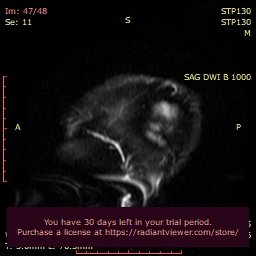 Im: 47/48
Se: 11
S
STP130
STP130
M
SAG DWI B 1000
A
P
You have 30 days left in your trial period.
Purchase a license at https://radiantviewer.com/store/